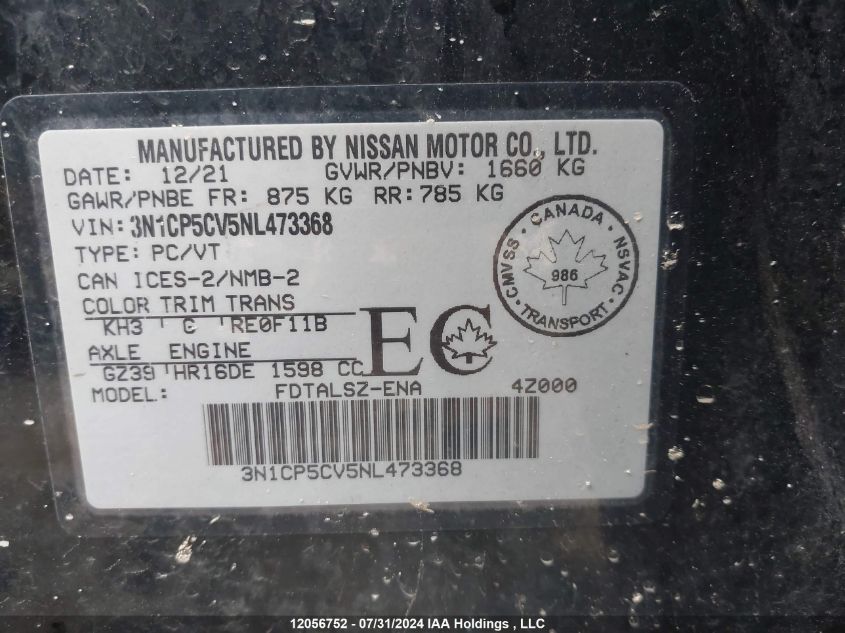 MANUFACTURED BY NISSAN MOTOR CO., LTD.
DATE: 12/21 GVWR/PNBV: 1660 KG
GAWR/PNBE FR: 875 KG RR:785 KG
VIN:3N1CP5CV5NL473368
TYPE: PC/VT
CAN ICES-2/NMB-2
COLOR TRIM TRANS
KH3 C RE0F11B
AXLE ENGINE
GZ39 HR16DE 1598 CC
MODEL: FDTALSZ-ENA 4Z000
EC
CANADA
CMVSS 986 NSVAC
TRANSPORT
3N1CP5CV5NL473368
12056752 - 07/31/2024 IAA Holdings , LLC